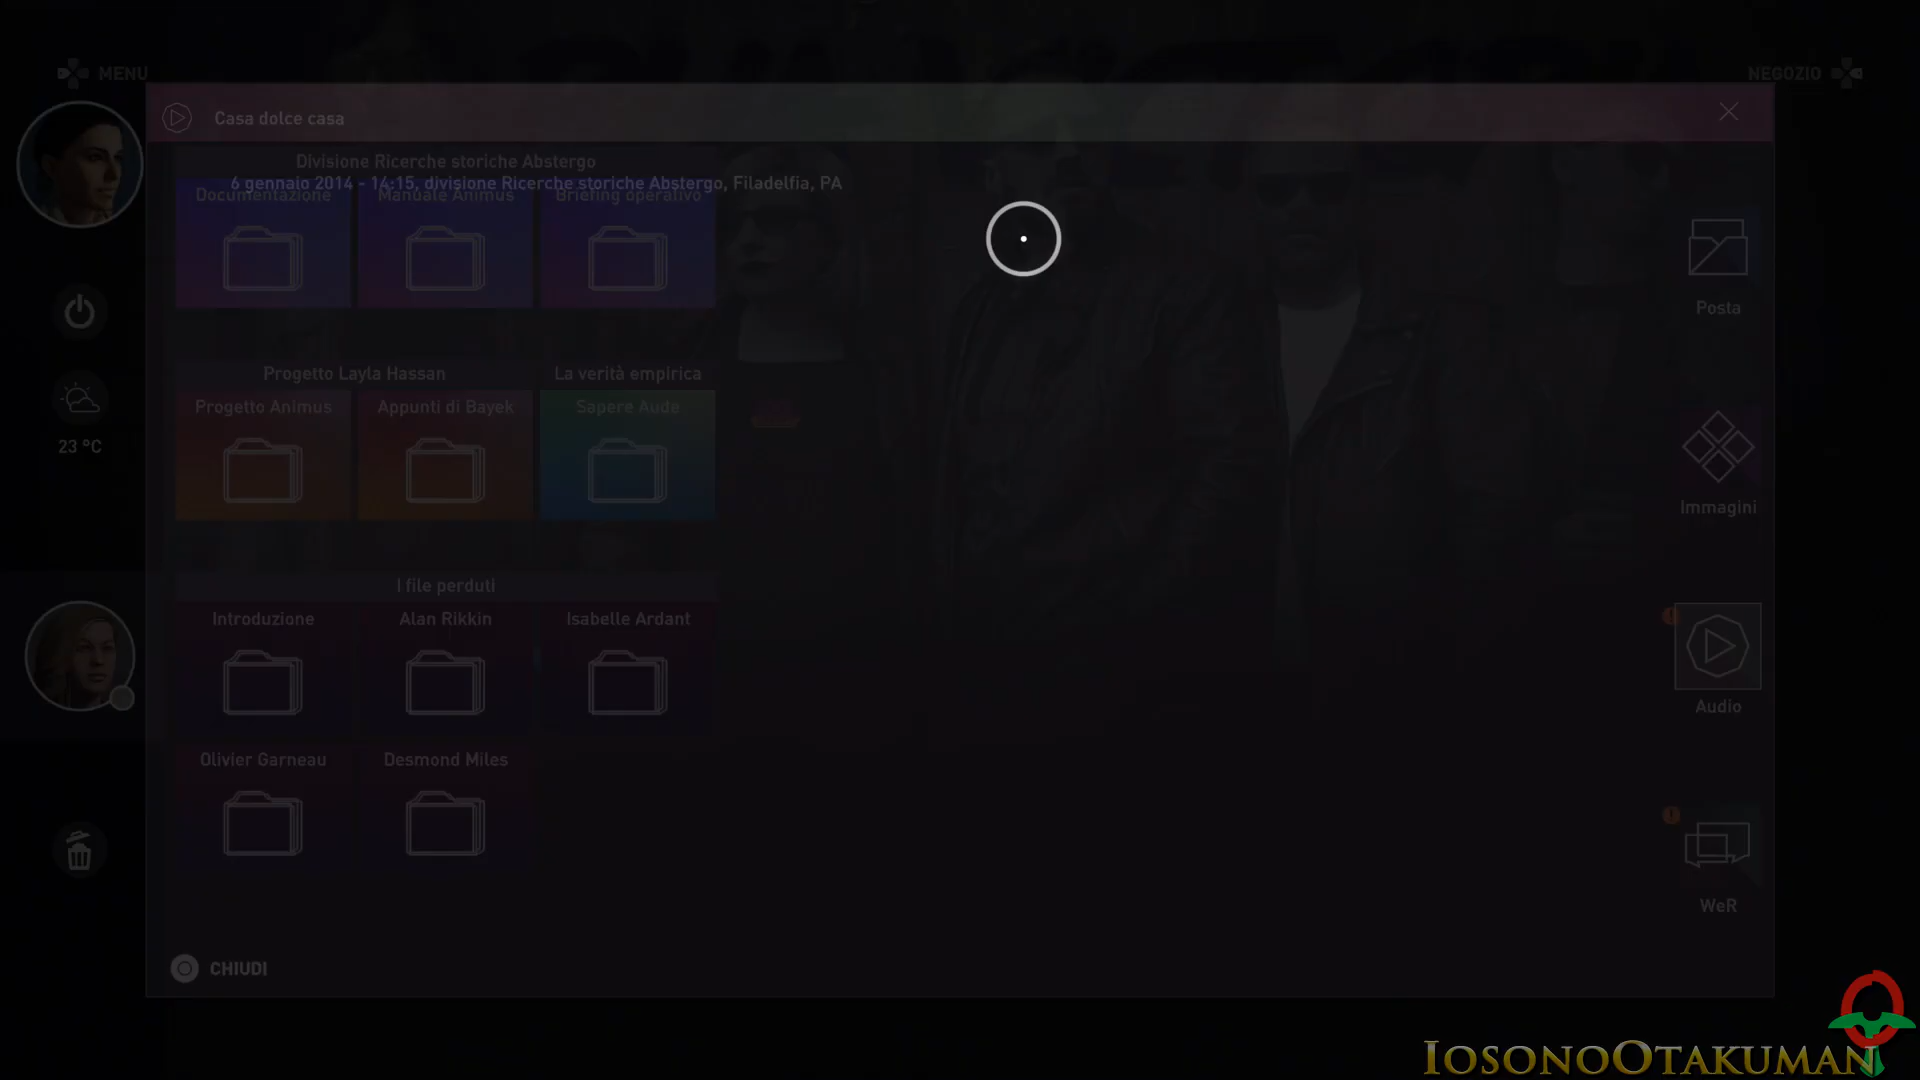 MENU
NEGOZIO
Casa dolce casa
Divisione Ricerche storiche Abstergo
6 gennaio 2014 - 14:15, divisione Ricerche storiche Abstergo, Filadelfia, PA
Documentazione
Manuale Animus
Briefing operativo
Posta
23 °C
Progetto Layla Hassan
La verità empirica
Progetto Animus
Appunti di Bayek
Sapere Aude
Immagini
I file perduti
Introduzione
Alan Rikkin
Isabelle Ardant
Audio
Olivier Garneau
Desmond Miles
WeR
CHIUDI
IOSONOOTAKUMAN